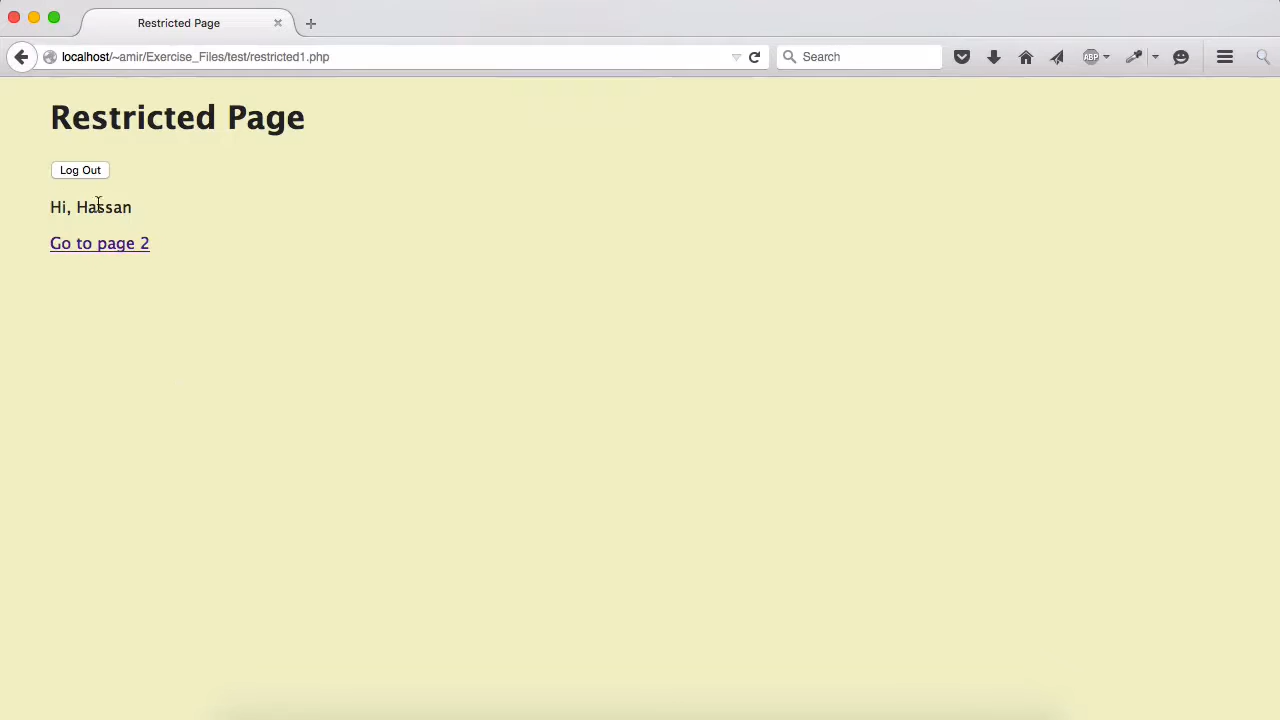 Restricted Page
localhost/~amir/Exercise_Files/test/restricted1.php
Search
ABP
Restricted Page
Log Out
Hi, Hassan
Go to page 2